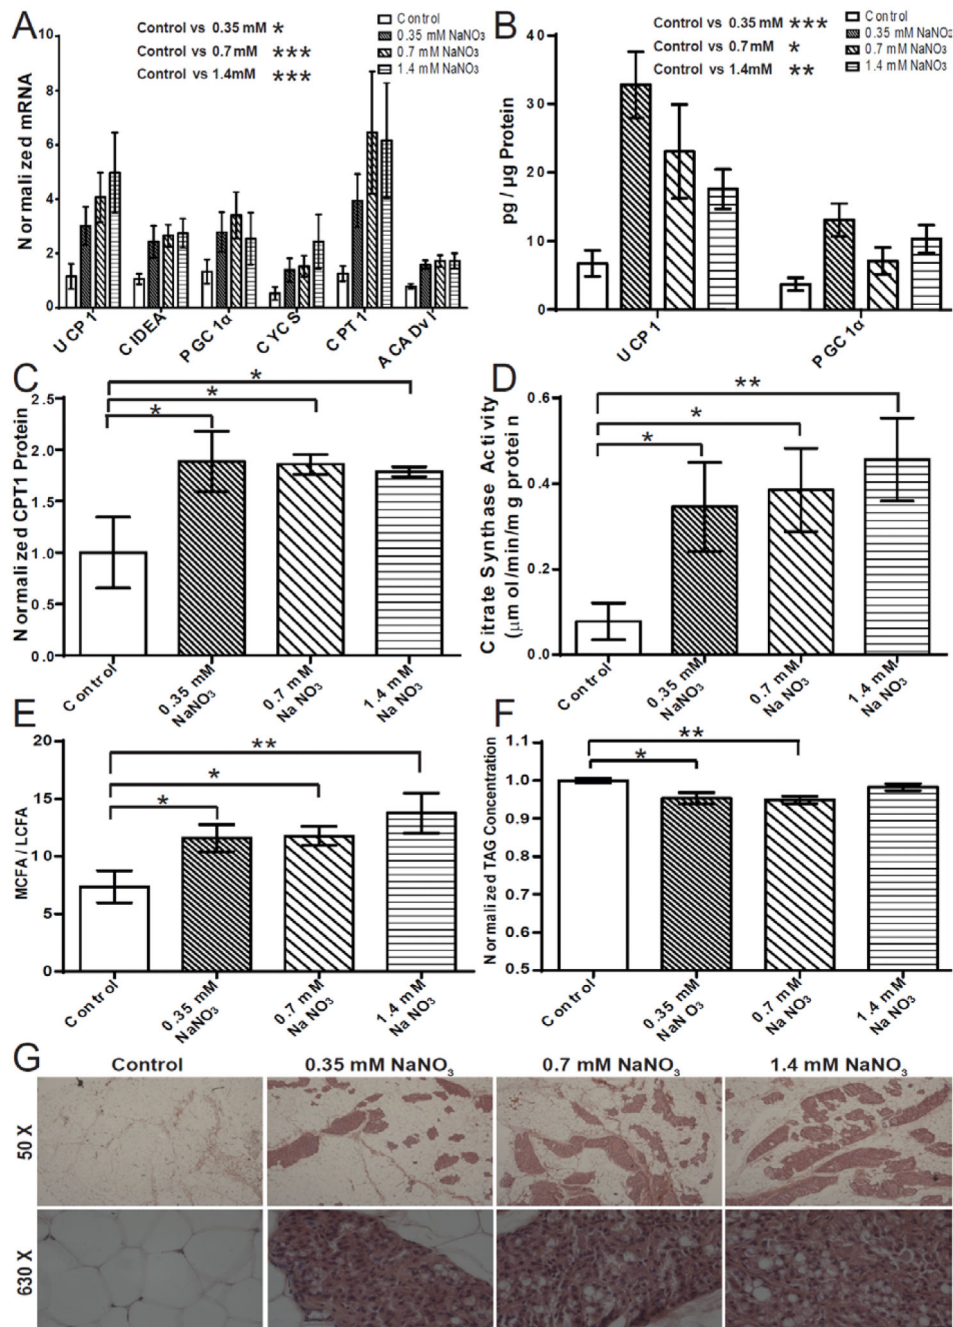 A
Control vs 0.35 mM *
Control vs 0.7 mM ***
Control vs 1.4mM ***
Control
0.35 mM NaNO3
0.7 mM NaNO3
1.4 mM NaNO3
Normalized mRNA
10
8
6
4
2
0
UCP1
CIDEA
PGC1α
CYCS
CPT1
ACADvl
B
Control vs 0.35 mM ***
Control vs 0.7 mM *
Control vs 1.4mM **
Control
0.35 mM NaNO3
0.7 mM NaNO3
1.4 mM NaNO3
pg / µg Protein
40
30
20
10
0
UCP1
PGC1α
C
Normalized CPT1 Protein
2.5
2.0
1.5
1.0
0.5
0.0
*
*
*
Control
0.35 mM
NaNO3
0.7 mM
NaNO3
1.4 mM
NaNO3
D
Citrate Synthase Activity
(µmol/min/mg protein)
0.6
0.4
0.2
0.0
**
*
*
Control
0.35 mM
NaNO3
0.7 mM
NaNO3
1.4 mM
NaNO3
E
MCFA / LCFA
20
15
10
5
0
**
*
*
Control
0.35 mM
NaNO3
0.7 mM
NaNO3
1.4 mM
NaNO3
F
Normalized TAG Concentration
1.1
1.0
0.9
0.8
0.7
0.6
0.5
**
*
Control
0.35 mM
NaNO3
0.7 mM
NaNO3
1.4 mM
NaNO3
G
Control 0.35 mM NaNO3 0.7 mM NaNO3 1.4 mM NaNO3
50 X
630 X